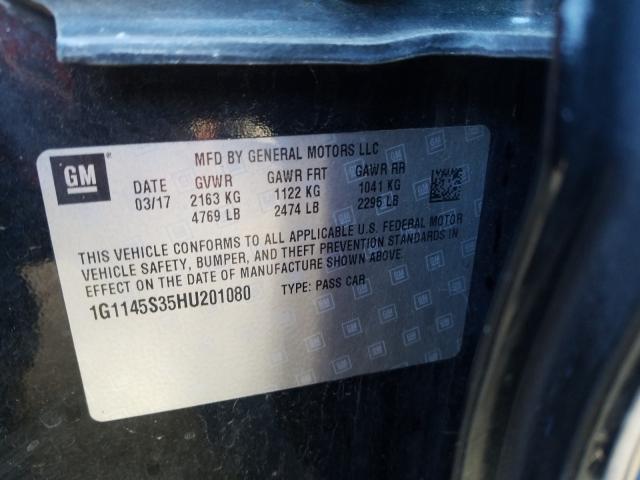 GM
MFD BY GENERAL MOTORS LLC
DATE GVWR GAWR FRT GAWR RR
03/17 2163 KG 1122 KG 1041 KG
4769 LB 2474 LB 2295 LB
THIS VEHICLE CONFORMS TO ALL APPLICABLE U.S. FEDERAL MOTOR
VEHICLE SAFETY, BUMPER, AND THEFT PREVENTION STANDARDS IN
EFFECT ON THE DATE OF MANUFACTURE SHOWN ABOVE.
1G1145S35HU201080 TYPE: PASS CAR